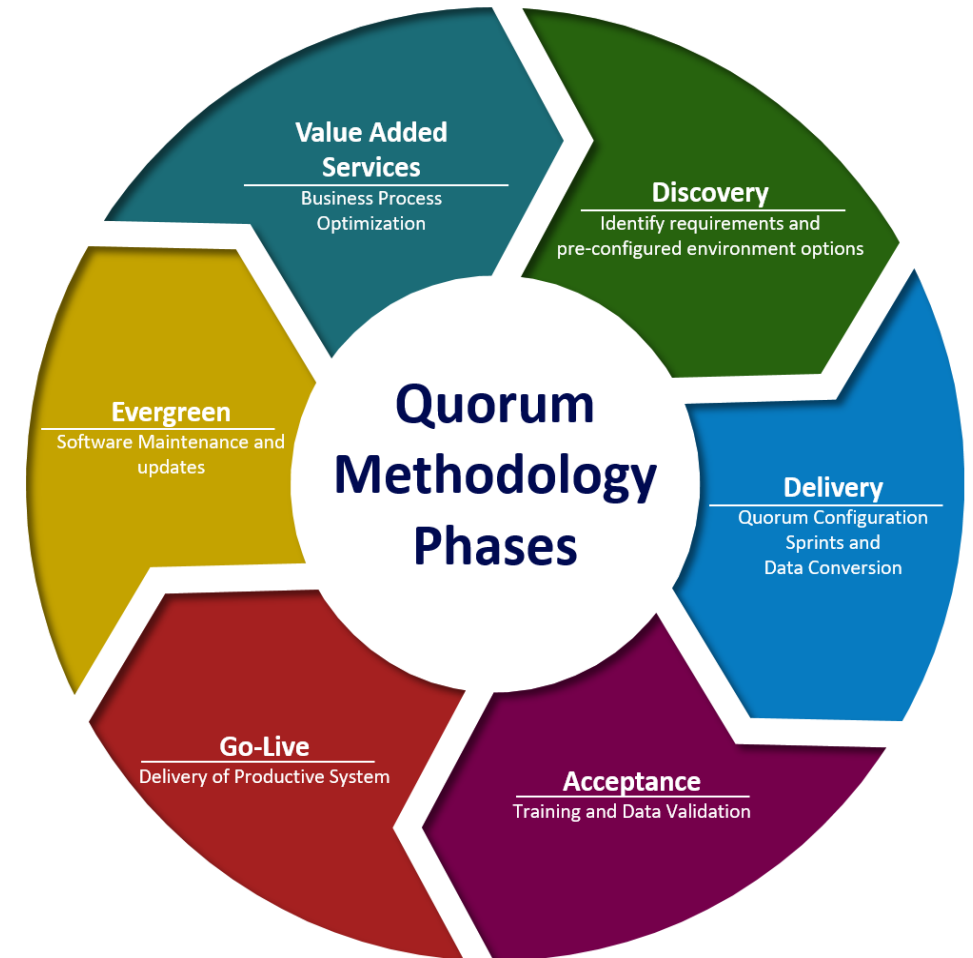 Quorum
Methodology
Phases
Discovery
Identify requirements and
pre-configured environment options
Delivery
Quorum Configuration
Sprints and
Data Conversion
Acceptance
Training and Data Validation
Go-Live
Delivery of Productive System
Evergreen
Software Maintenance and
updates
Value Added
Services
Business Process
Optimization